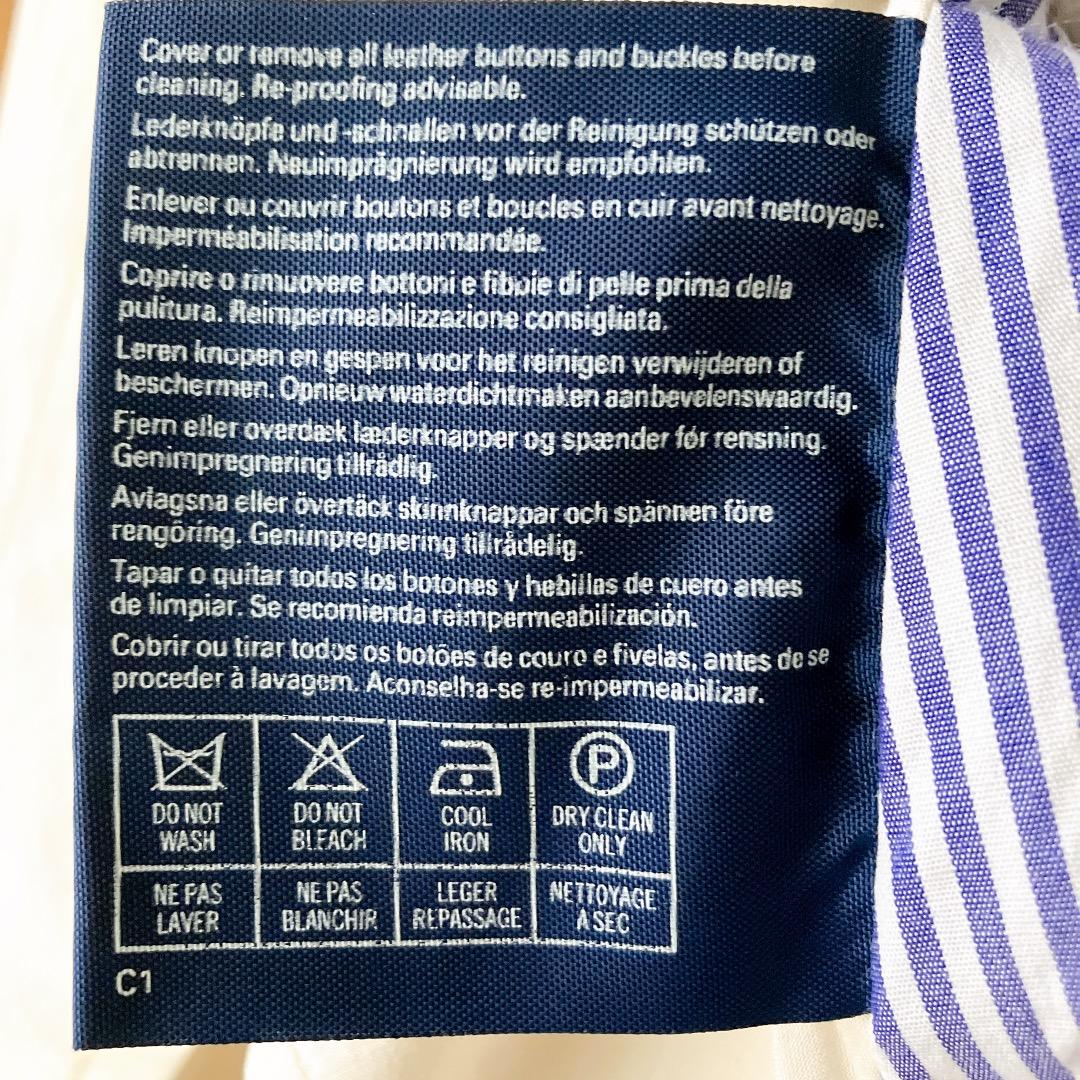 Cover or remove all leather buttons and buckles before
cleaning. Re-proofing advisable.
Lederknöpfe und -schnallen vor der Reinigung schützen oder
abtrennen. Neuimprägnierung wird empfohlen.
Enlever ou couvrir boutons et boucles en cuir avant nettoyage.
Imperméabilisation recommandée.
Coprire o rimuovere bottoni e fibuie di pelle prima della
pulitura. Reimpermeabilizzazione consigliata.
Leren knopen en gespen voor het reinigen verwijderen of
beschermen. Opnieuw waterdichtmaken aanbevelenswaardig.
Fjern eller overdæk læderknapper og spænder før rensning.
Genimpregnering tillrådlig.
Avlagsna eller övertäck skinnknappar och spännen före
rengöring. Genimpregnering tillrådelig.
Tapar o quitar todos los botones y hebillas de cuero antes
de limpiar. Se recomienda reimpermeabilización.
Cobrir ou tirar todos os botões de couro e fivelas, antes de se
proceder à lavagem. Aconselha-se re-impermeabilizar.
P
DO NOT WASH
DO NOT BLEACH
COOL IRON
DRY CLEAN ONLY
NE PAS LAVER
NE PAS BLANCHIR
LEGER REPASSAGE
NETTOYAGE A SEC
C1